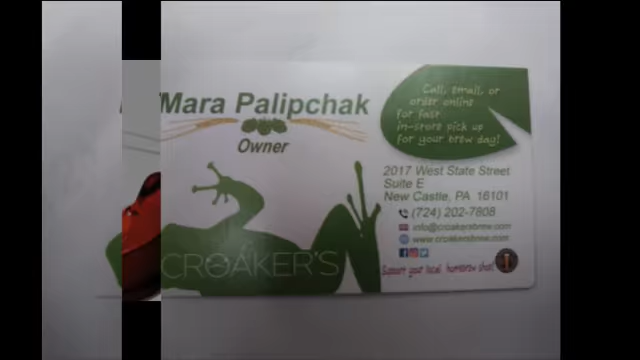 Mara Palipchak
Owner
Call, email, or
order online
for fast
in-store pick up
for your brew day!
2017 West State Street
Suite E
New Castle, PA 16101
(724) 202-7808
info@croakersbrew.com
www.croakersbrew.com
Support your local homebrew shop!
CROAKER'S